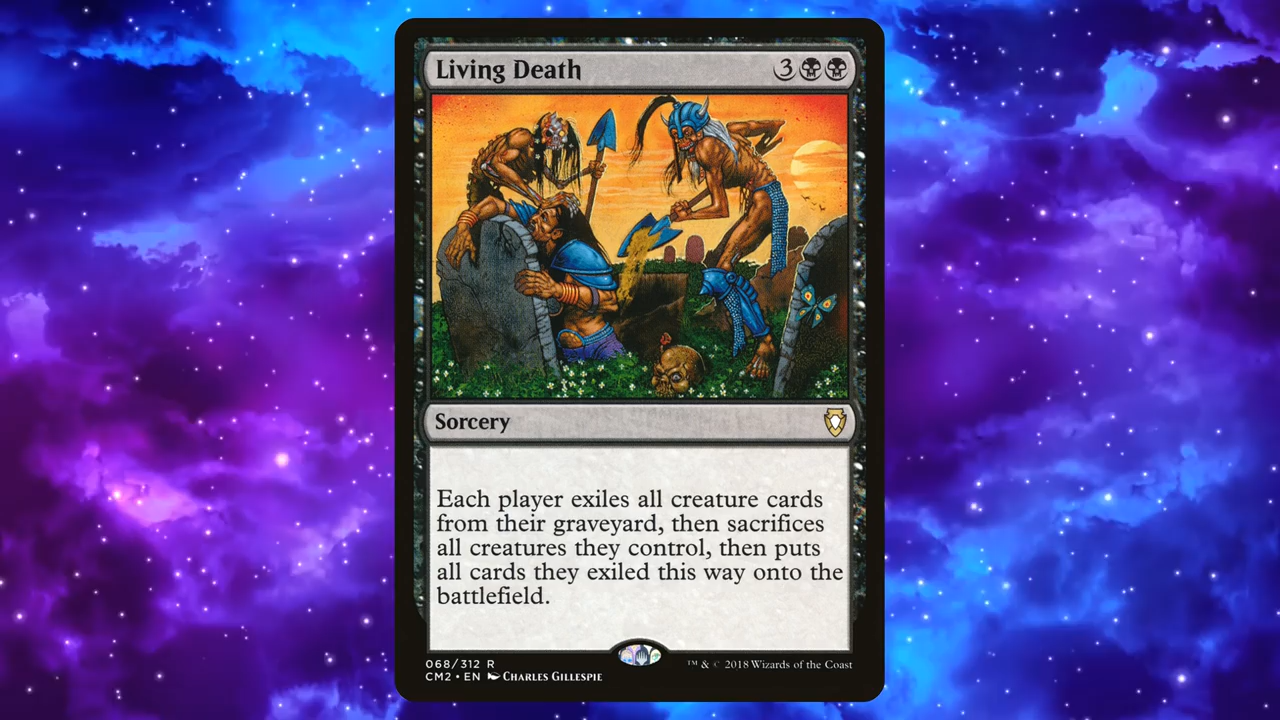 Living Death 3
Sorcery
Each player exiles all creature cards
from their graveyard, then sacrifices
all creatures they control, then puts
all cards they exiled this way onto the
battlefield.
068/312 R
™ & © 2018 Wizards of the Coast
CM2 • EN Charles Gillespie